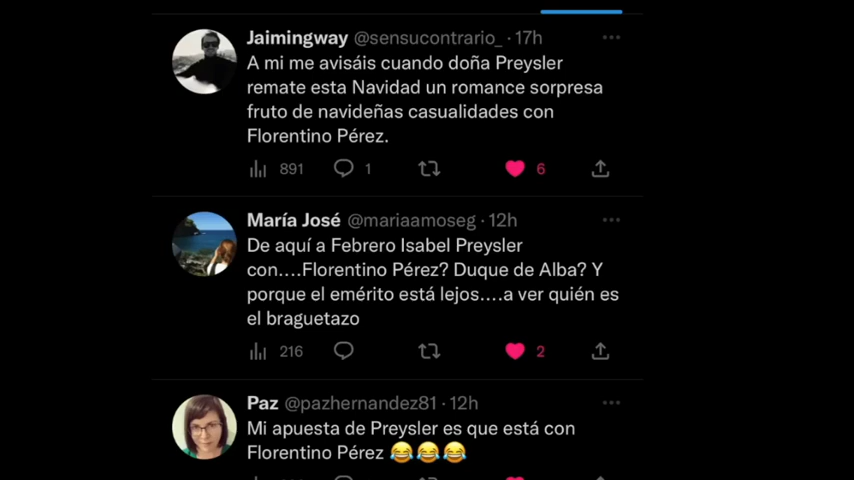 Jaimingway @sensucontrario_ · 17h
A mi me avisáis cuando doña Preysler
remate esta Navidad un romance sorpresa
fruto de navideñas casualidades con
Florentino Pérez.
891 1 6
María José @mariaamoseg · 12h
De aquí a Febrero Isabel Preysler
con....Florentino Pérez? Duque de Alba? Y
porque el emérito está lejos....a ver quién es
el braguetazo
216 2
Paz @pazhernandez81 · 12h
Mi apuesta de Preysler es que está con
Florentino Pérez 😂😂😂